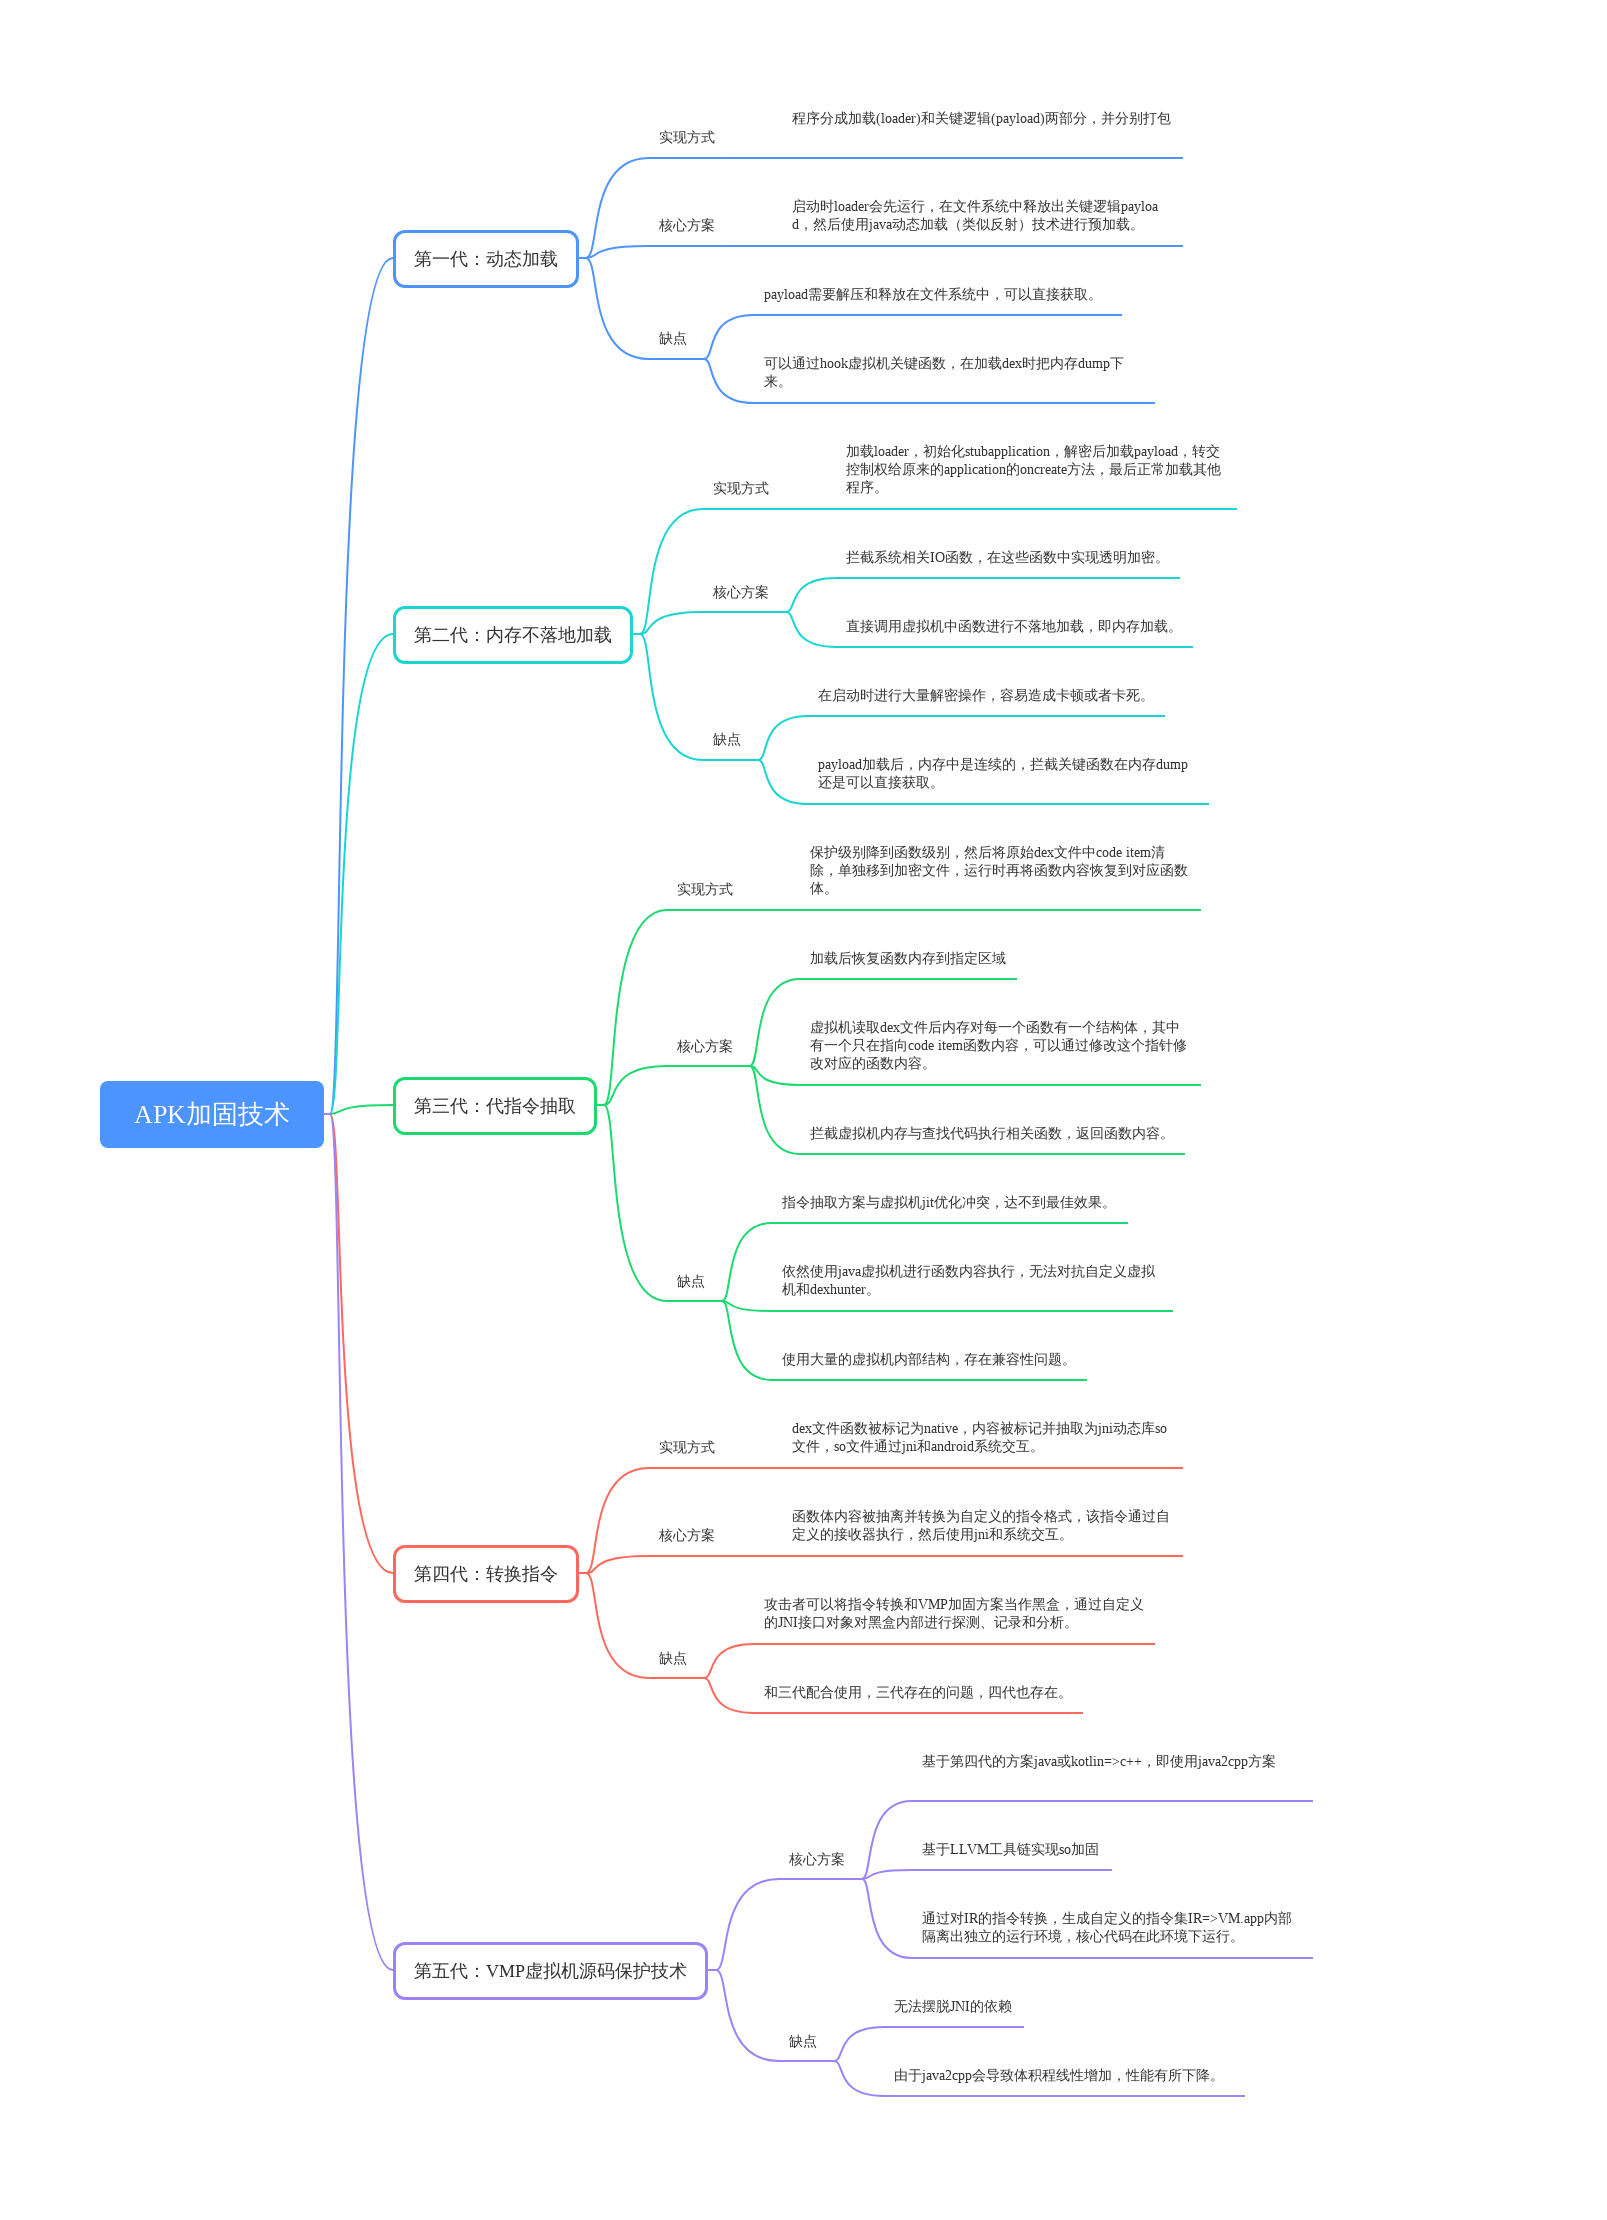 APK加固技术
第一代：动态加载
实现方式
程序分成加载(loader)和关键逻辑(payload)两部分，并分别打包
核心方案
启动时loader会先运行，在文件系统中释放出关键逻辑payloa
d，然后使用java动态加载（类似反射）技术进行预加载。
缺点
payload需要解压和释放在文件系统中，可以直接获取。
可以通过hook虚拟机关键函数，在加载dex时把内存dump下
来。
第二代：内存不落地加载
实现方式
加载loader，初始化stubapplication，解密后加载payload，转交
控制权给原来的application的oncreate方法，最后正常加载其他
程序。
核心方案
拦截系统相关IO函数，在这些函数中实现透明加密。
直接调用虚拟机中函数进行不落地加载，即内存加载。
缺点
在启动时进行大量解密操作，容易造成卡顿或者卡死。
payload加载后，内存中是连续的，拦截关键函数在内存dump
还是可以直接获取。
第三代：代指令抽取
实现方式
保护级别降到函数级别，然后将原始dex文件中code item清
除，单独移到加密文件，运行时再将函数内容恢复到对应函数
体。
核心方案
加载后恢复函数内存到指定区域
虚拟机读取dex文件后内存对每一个函数有一个结构体，其中
有一个只在指向code item函数内容，可以通过修改这个指针修
改对应的函数内容。
拦截虚拟机内存与查找代码执行相关函数，返回函数内容。
缺点
指令抽取方案与虚拟机jit优化冲突，达不到最佳效果。
依然使用java虚拟机进行函数内容执行，无法对抗自定义虚拟
机和dexhunter。
使用大量的虚拟机内部结构，存在兼容性问题。
第四代：转换指令
实现方式
dex文件函数被标记为native，内容被标记并抽取为jni动态库so
文件，so文件通过jni和android系统交互。
核心方案
函数体内容被抽离并转换为自定义的指令格式，该指令通过自
定义的接收器执行，然后使用jni和系统交互。
缺点
攻击者可以将指令转换和VMP加固方案当作黑盒，通过自定义
的JNI接口对象对黑盒内部进行探测、记录和分析。
和三代配合使用，三代存在的问题，四代也存在。
第五代：VMP虚拟机源码保护技术
核心方案
基于第四代的方案java或kotlin=>c++，即使用java2cpp方案
基于LLVM工具链实现so加固
通过对IR的指令转换，生成自定义的指令集IR=>VM.app内部
隔离出独立的运行环境，核心代码在此环境下运行。
缺点
无法摆脱JNI的依赖
由于java2cpp会导致体积程线性增加，性能有所下降。